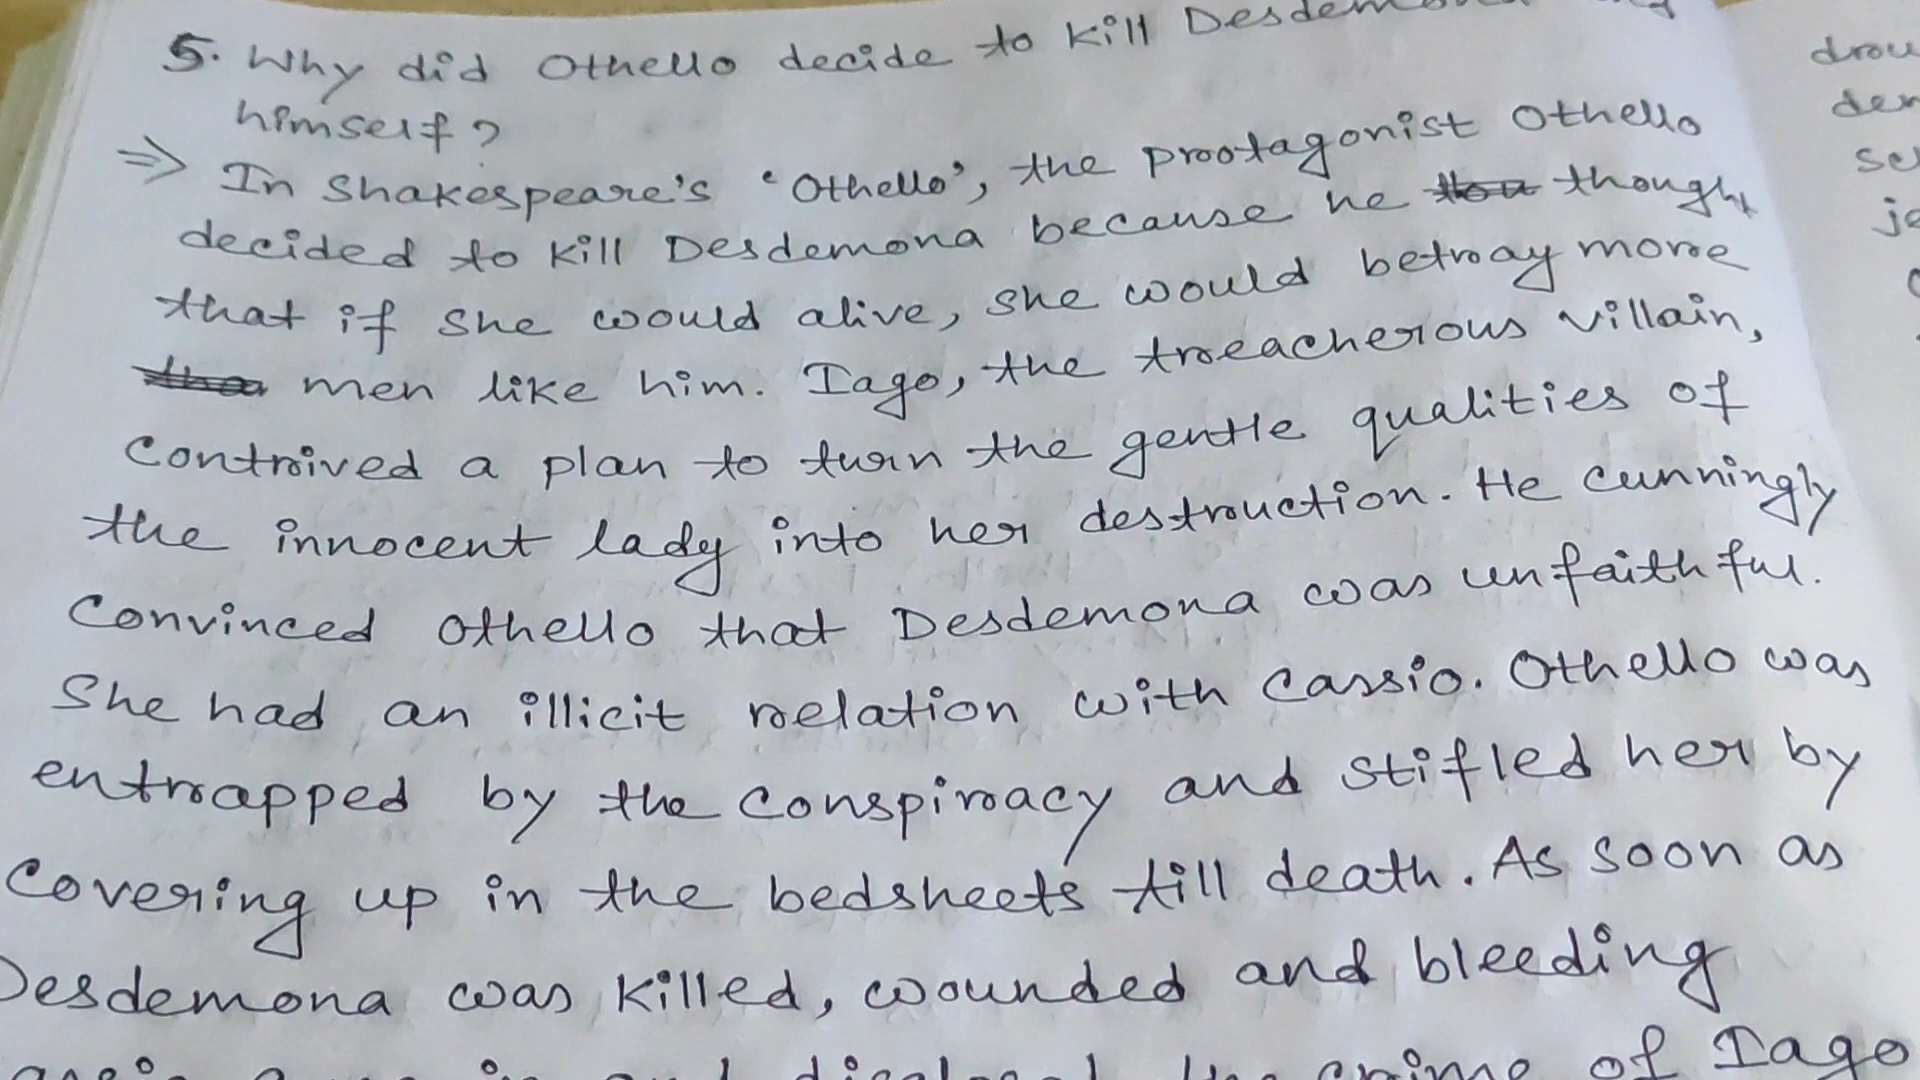 5. Why did Othello decide to kill Desdemona
himself?
⇒ In Shakespeare's 'Othello', the protagonist Othello
decided to kill Desdemona because he thought
that if she would alive, she would betray more
men like him. Iago, the treacherous villain,
contrived a plan to turn the gentle qualities of
the innocent lady into her destruction. He cunningly
convinced Othello that Desdemona was unfaithful.
She had an illicit relation with Cassio. Othello was
entrapped by the conspiracy and stifled her by
covering up in the bedsheets till death. As soon as
Desdemona was killed, wounded and bleeding
crime of Iago